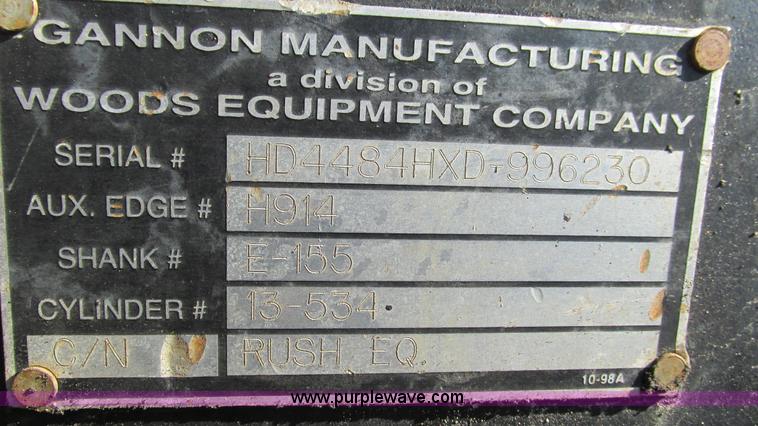 GANNON MANUFACTURING
a division of
WOODS EQUIPMENT COMPANY
SERIAL # HD4484HXD-996230
AUX. EDGE # H914
SHANK # E-155
CYLINDER # 13-534
C/N RUSH EQ.
10-98A
www.purplewave.com